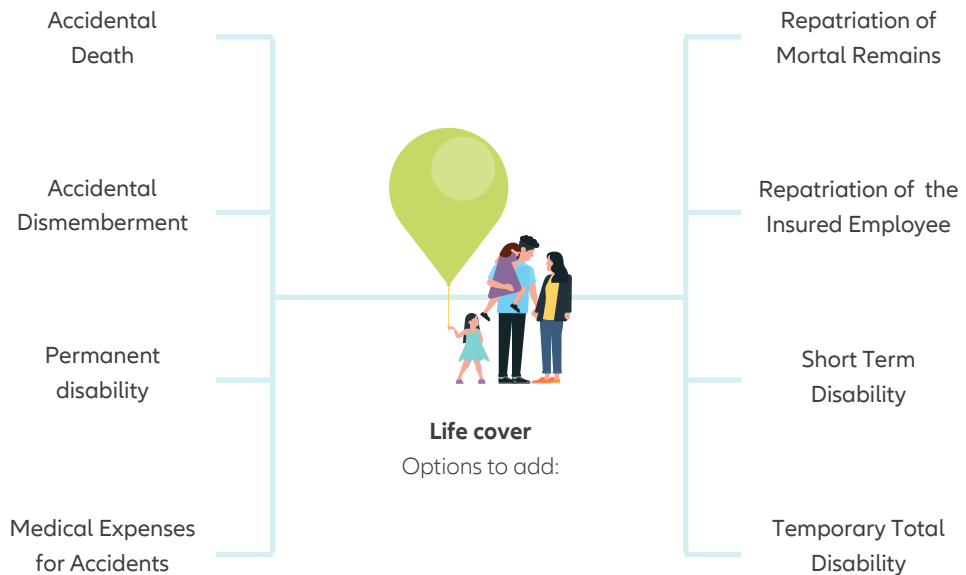 Accidental
Death
Accidental
Dismemberment
Permanent
disability
Medical Expenses
for Accidents
Life cover
Options to add:
Repatriation of
Mortal Remains
Repatriation of the
Insured Employee
Short Term
Disability
Temporary Total
Disability